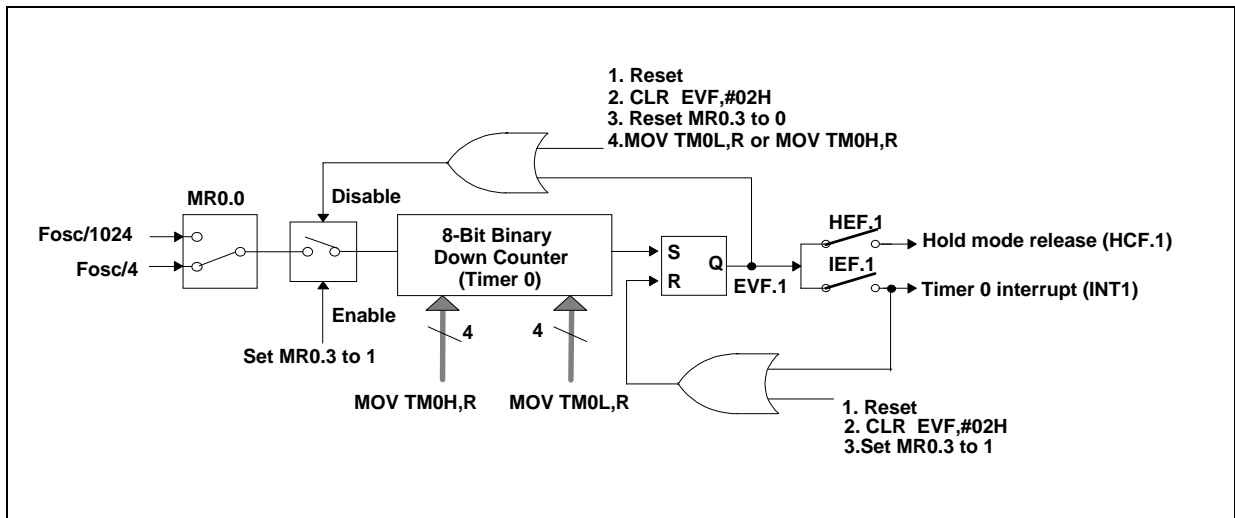 1. Reset
2. CLR EVF,#02H
3. Reset MR0.3 to 0
4.MOV TM0L,R or MOV TM0H,R
MR0.0
Disable
Fosc/1024
Fosc/4
8-Bit Binary
Down Counter
(Timer 0)
S
R
Q
EVF.1
HEF.1
Hold mode release (HCF.1)
IEF.1
Timer 0 interrupt (INT1)
Enable
Set MR0.3 to 1
4
4
MOV TM0H,R
MOV TM0L,R
1. Reset
2. CLR EVF,#02H
3.Set MR0.3 to 1